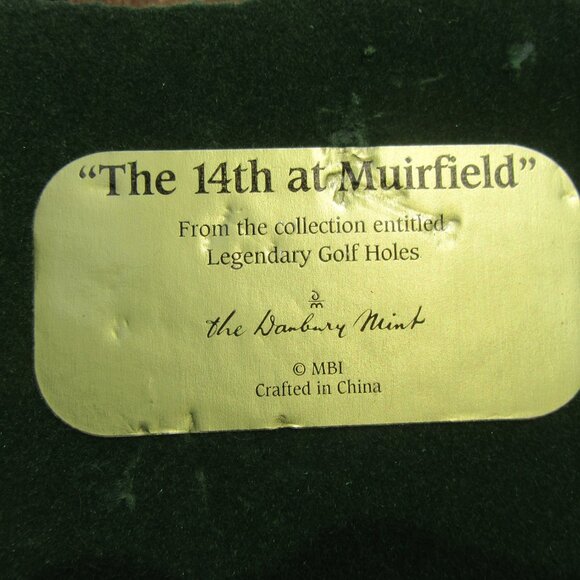 “The 14th at Muirfield”
From the collection entitled
Legendary Golf Holes
the Danbury Mint
© MBI
Crafted in China